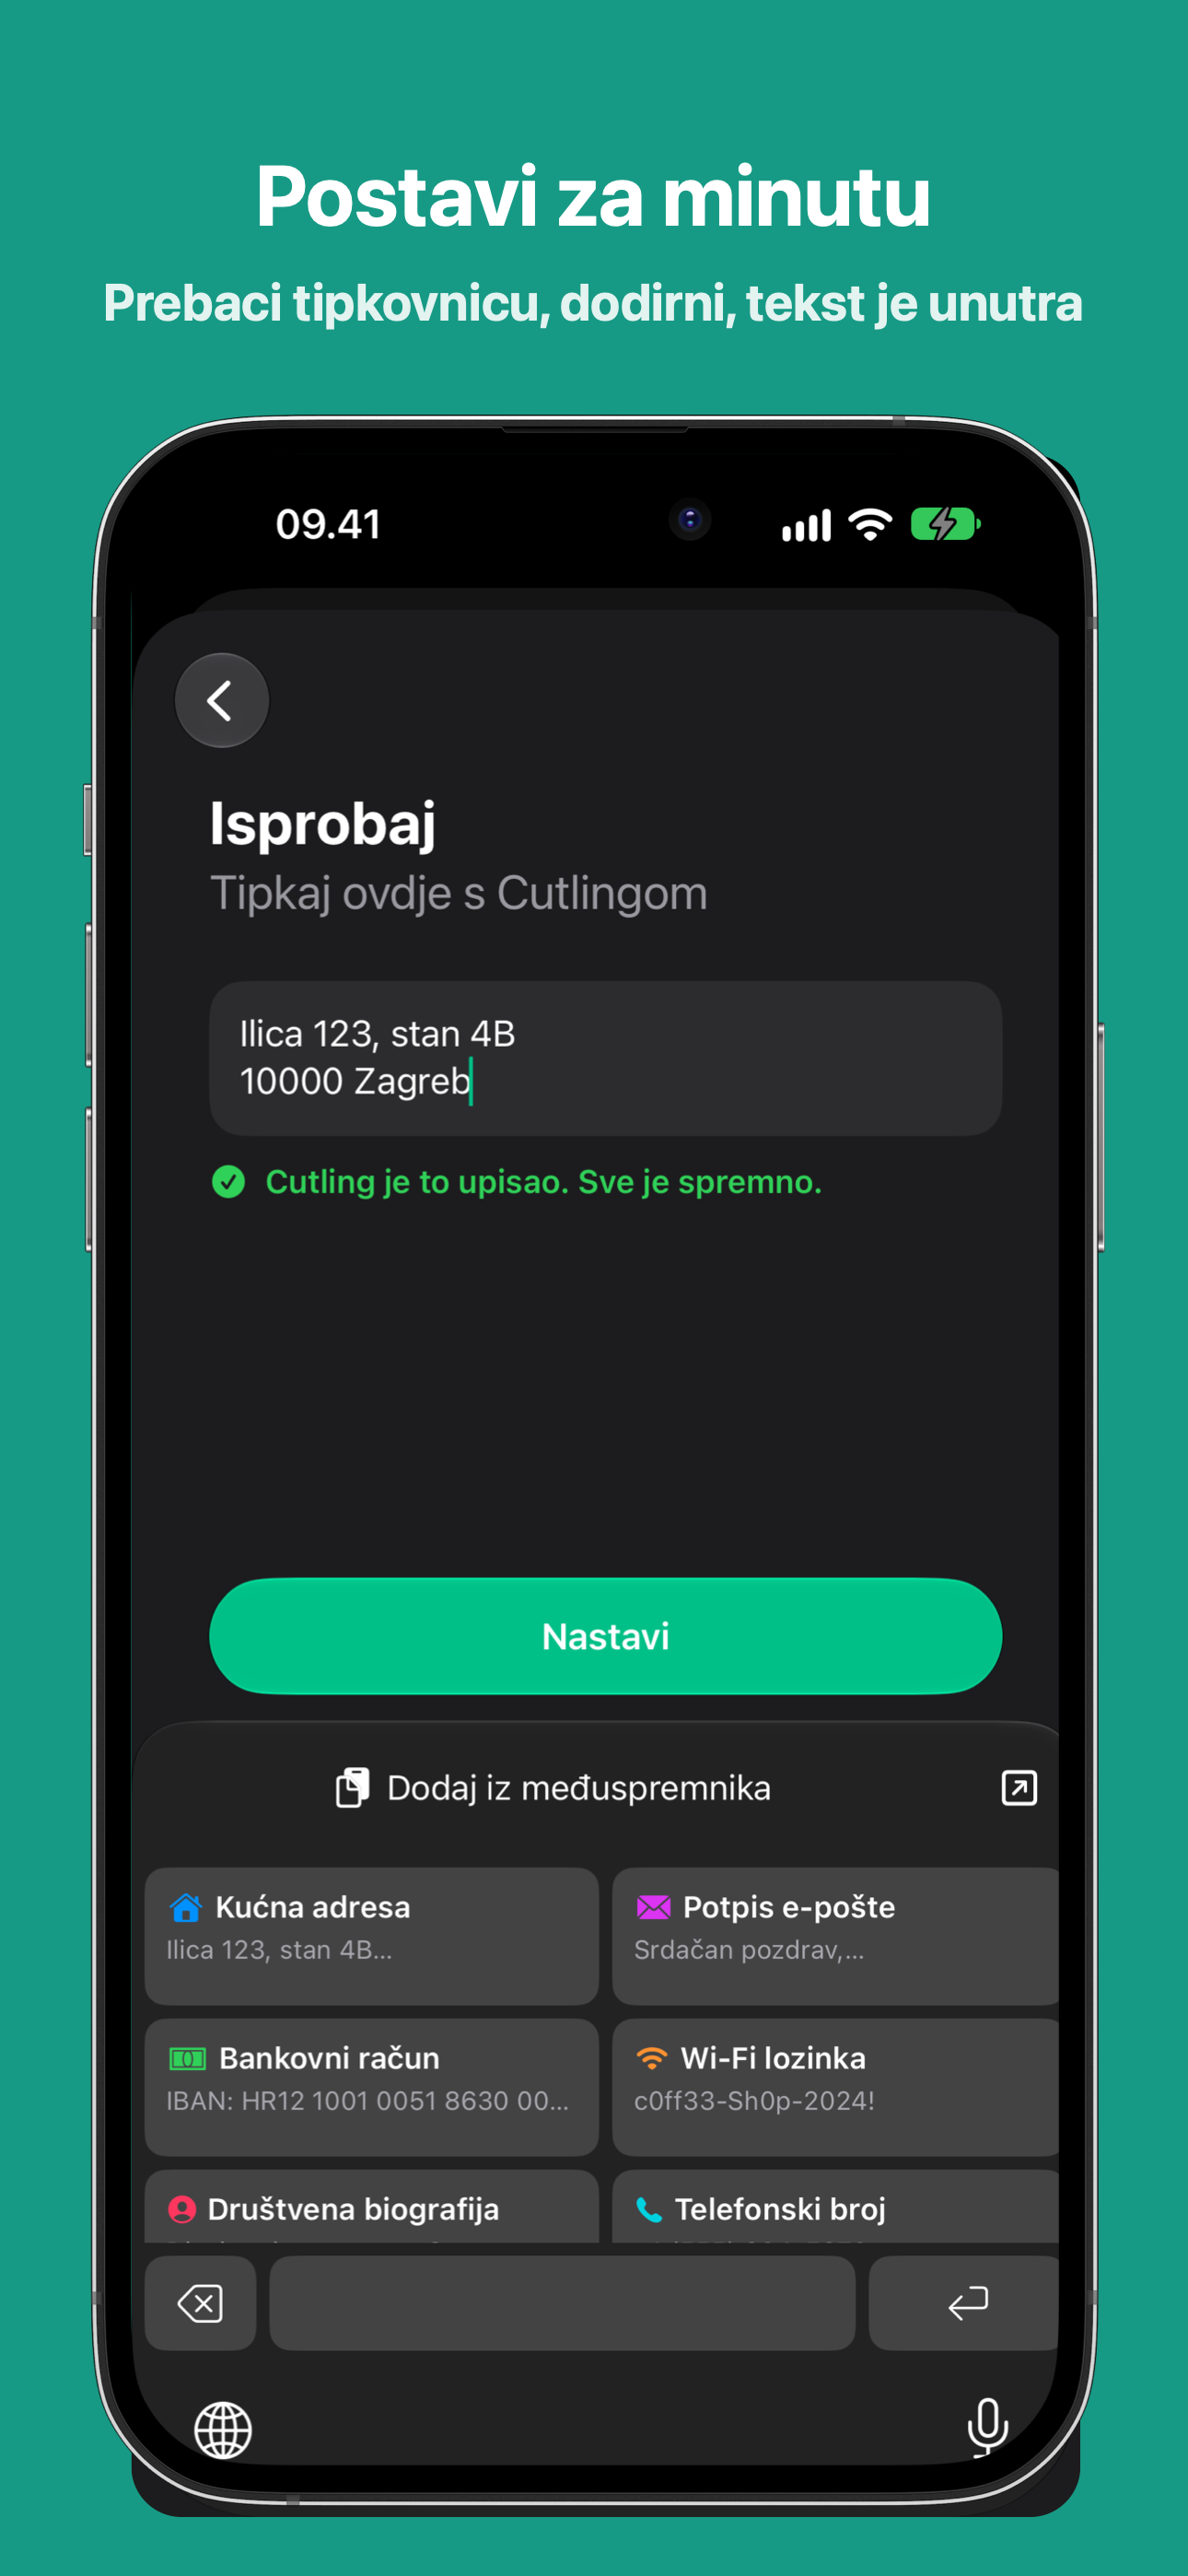 Postavi za minutu
Prebaci tipkovnicu, dodirni, tekst je unutra
09.41
Isprobaj
Tipkaj ovdje s Cutlingom
Ilica 123, stan 4B
10000 Zagreb
Cutling je to upisao. Sve je spremno.
Nastavi
Dodaj iz međuspremnika
Kućna adresa
Ilica 123, stan 4B...
Potpis e-pošte
Srdačan pozdrav,...
Bankovni račun
IBAN: HR12 1001 0051 8630 00...
Wi-Fi lozinka
c0ff33-Sh0p-2024!
Društvena biografija
Telefonski broj